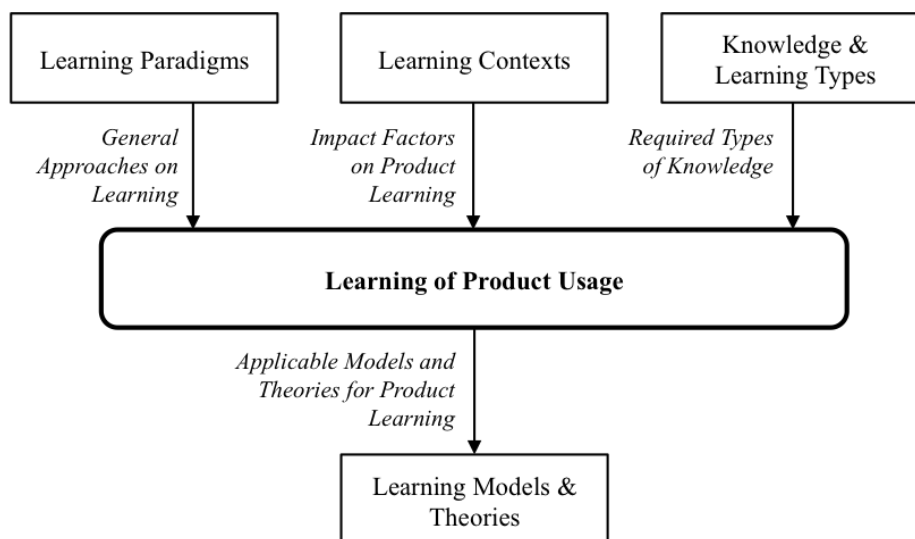 Learning Paradigms
Learning Contexts
Knowledge &
Learning Types
General
Approaches on
Learning
Impact Factors
on Product
Learning
Required Types
of Knowledge
Learning of Product Usage
Applicable Models and
Theories for Product
Learning
Learning Models &
Theories